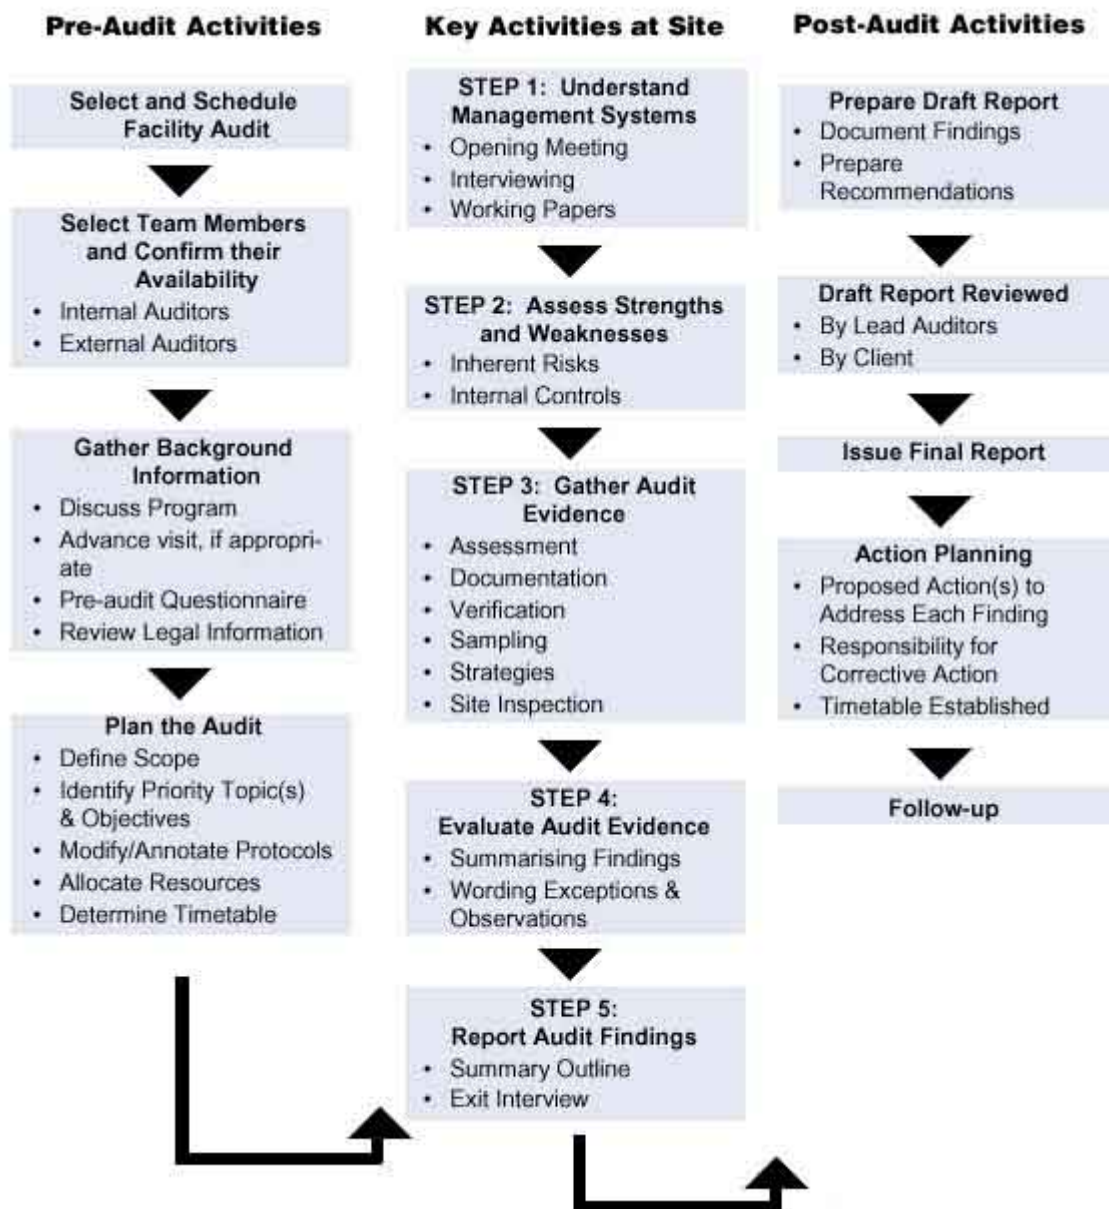 Pre-Audit Activities
Select and Schedule
Facility Audit
Select Team Members
and Confirm their
Availability
• Internal Auditors
• External Auditors
Gather Background
Information
• Discuss Program
• Advance visit, if appropri-
ate
• Pre-audit Questionnaire
• Review Legal Information
Plan the Audit
• Define Scope
• Identify Priority Topic(s)
& Objectives
• Modify/Annotate Protocols
• Allocate Resources
• Determine Timetable
Key Activities at Site
STEP 1: Understand
Management Systems
• Opening Meeting
• Interviewing
• Working Papers
STEP 2: Assess Strengths
and Weaknesses
• Inherent Risks
• Internal Controls
STEP 3: Gather Audit
Evidence
• Assessment
• Documentation
• Verification
• Sampling
• Strategies
• Site Inspection
STEP 4:
Evaluate Audit Evidence
• Summarising Findings
• Wording Exceptions &
Observations
STEP 5:
Report Audit Findings
• Summary Outline
• Exit Interview
Post-Audit Activities
Prepare Draft Report
• Document Findings
• Prepare
Recommendations
Draft Report Reviewed
• By Lead Auditors
• By Client
Issue Final Report
Action Planning
• Proposed Action(s) to
Address Each Finding
• Responsibility for
Corrective Action
• Timetable Established
Follow-up